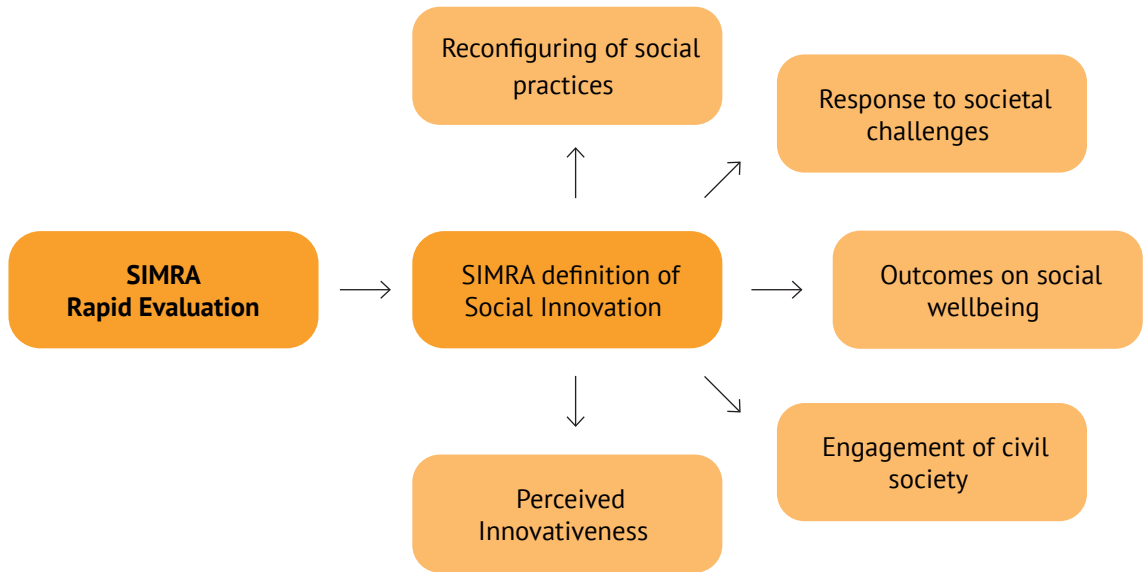 Reconfiguring of social
practices
Response to societal
challenges
SIMRA
Rapid Evaluation
SIMRA definition of
Social Innovation
Outcomes on social
wellbeing
Engagement of civil
society
Perceived
Innovativeness